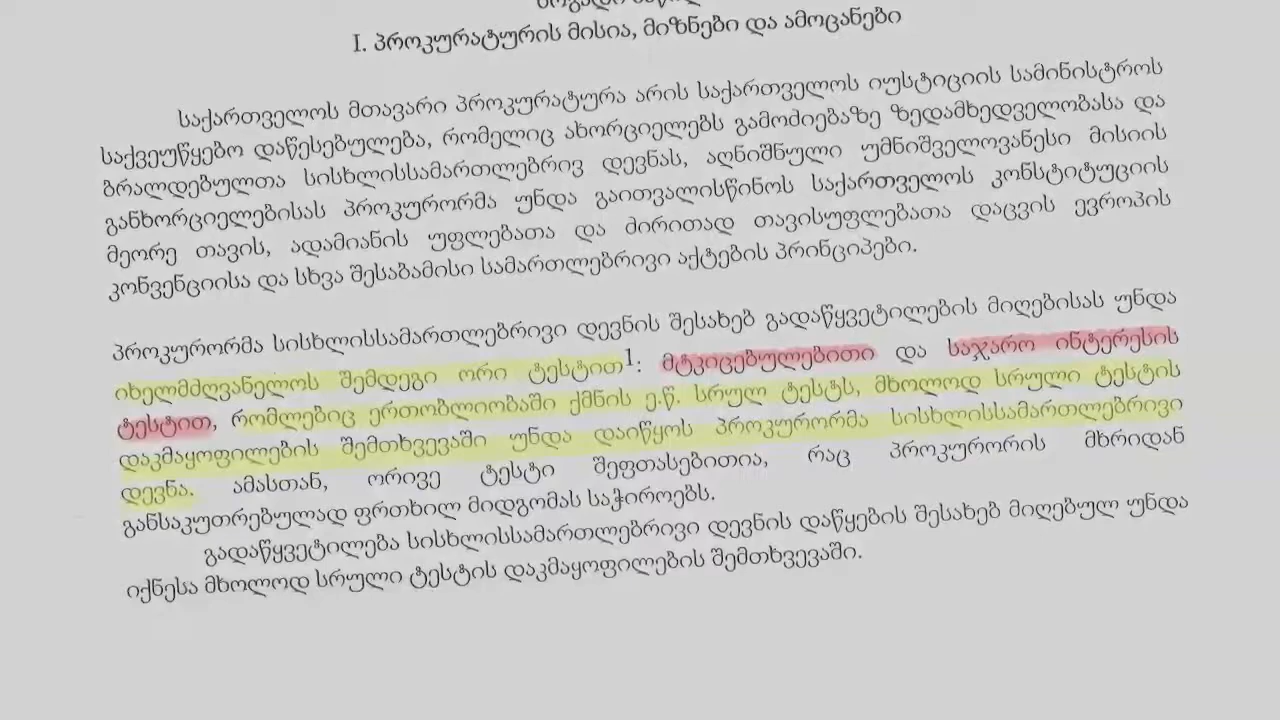 I. პროკურატურის მისია, მიზნები და ამოცანები
საქართველოს მთავარი პროკურატურა არის საქართველოს იუსტიციის სამინისტროს
საქვეუწყებო დაწესებულება, რომელიც ახორციელებს გამოძიებაზე ზედამხედველობასა და
ბრალდებულთა სისხლისსამართლებრივ დევნას, აღნიშნული უმნიშველოვანესი მისიის
განხორციელებისას პროკურორმა უნდა გაითვალისწინოს საქართველოს კონსტიტუციის
მეორე თავის, ადამიანის უფლებათა და ძირითად თავისუფლებათა დაცვის ევროპის
კონვენციისა და სხვა შესაბამისი სამართლებრივი აქტების პრინციპები.
პროკურორმა სისხლისსამართლებრივი დევნის შესახებ გადაწყვეტილების მიღებისას უნდა
იხელმძღვანელოს შემდეგი ორი ტესტით1: მტკიცებულებითი და საჯარო ინტერესის
ტესტით, რომლებიც ერთობლიობაში ქმნის ე.წ. სრულ ტესტს, მხოლოდ სრული ტესტის
დაკმაყოფილების შემთხვევაში უნდა დაიწყოს პროკურორმა სისხლისსამართლებრივი
დევნა. ამასთან, ორივე ტესტი შეფთასებითია, რაც პროკურორის მხრიდან
განსაკუთრებულად ფრთხილ მიდგომას საჭიროებს.
გადაწყვეტილება სისხლისსამართლებრივი დევნის დაწყების შესახებ მიღებულ უნდა
იქნესა მხოლოდ სრული ტესტის დაკმაყოფილების შემთხვევაში.